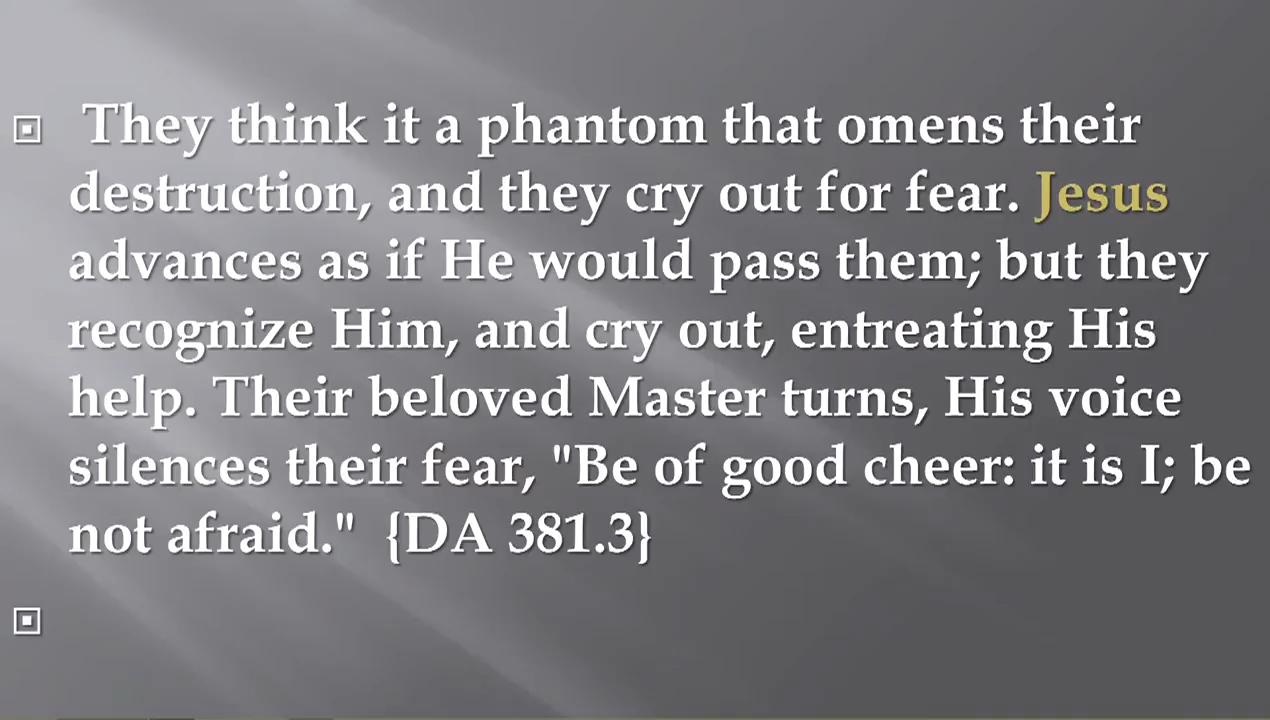 They think it a phantom that omens their
destruction, and they cry out for fear. Jesus
advances as if He would pass them; but they
recognize Him, and cry out, entreating His
help. Their beloved Master turns, His voice
silences their fear, "Be of good cheer: it is I; be
not afraid."  {DA 381.3}